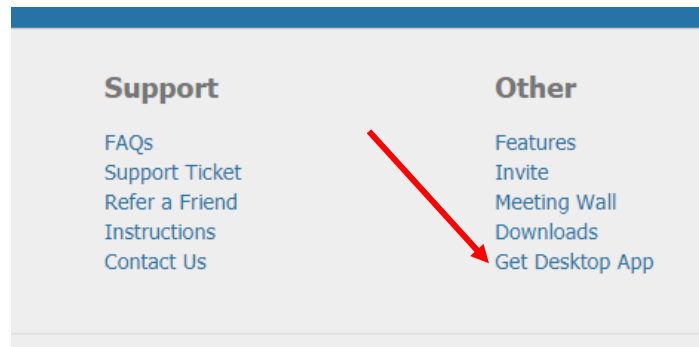 Support
FAQs
Support Ticket
Refer a Friend
Instructions
Contact Us
Other
Features
Invite
Meeting Wall
Downloads
Get Desktop App